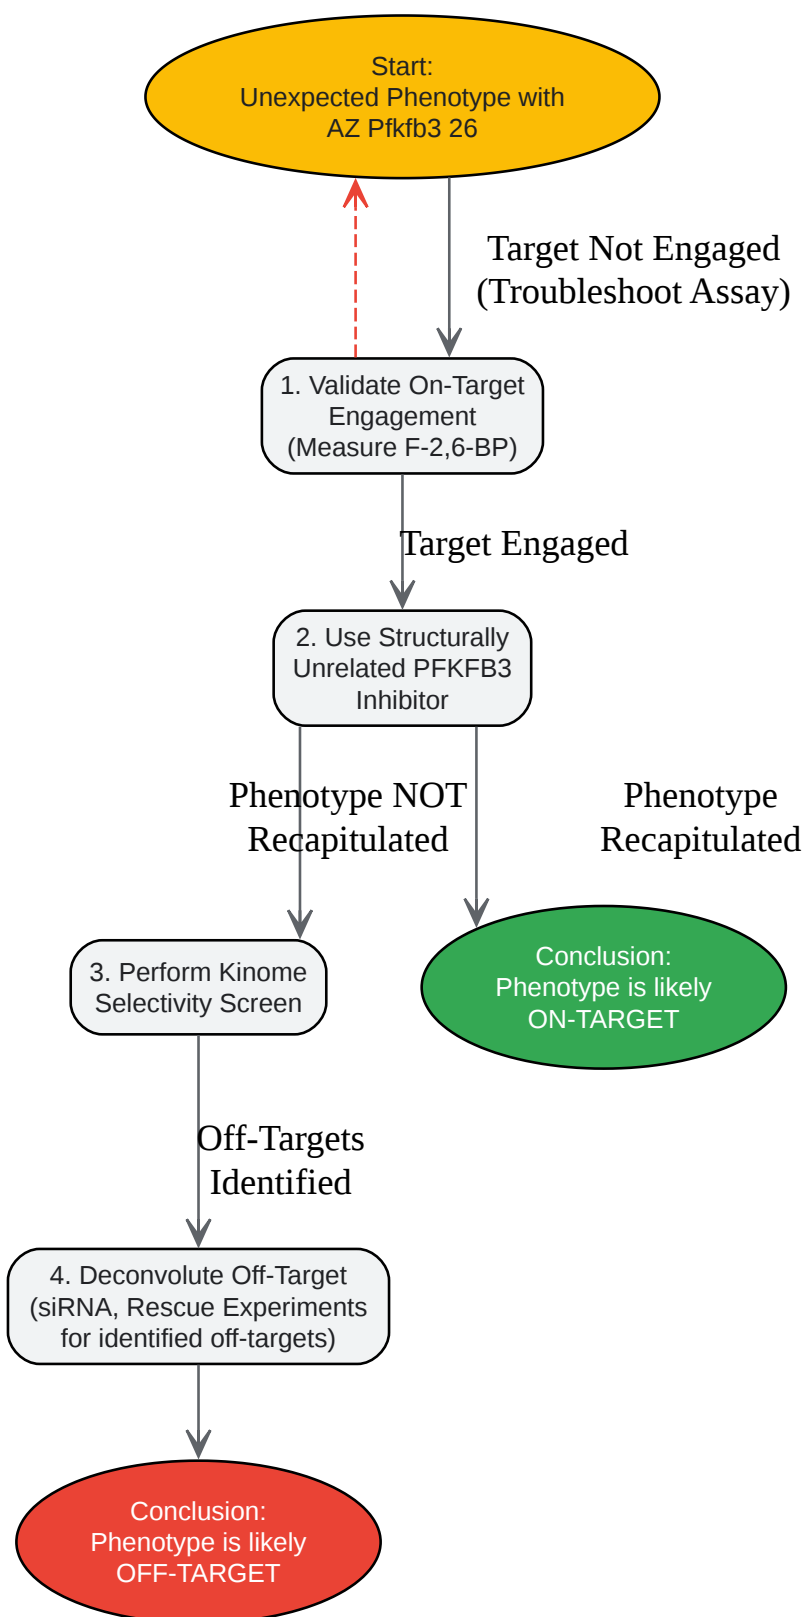 Start:
Unexpected Phenotype with
AZ Pfkfb3 26
Target Not Engaged
(Troubleshoot Assay)
1. Validate On-Target
Engagement
(Measure F-2,6-BP)
Target Engaged
2. Use Structurally
Unrelated PFKFB3
Inhibitor
Phenotype NOT
Recapitulated
Phenotype
Recapitulated
3. Perform Kinome
Selectivity Screen
Conclusion:
Phenotype is likely
ON-TARGET
Off-Targets
Identified
4. Deconvolute Off-Target
(siRNA, Rescue Experiments
for identified off-targets)
Conclusion:
Phenotype is likely
OFF-TARGET